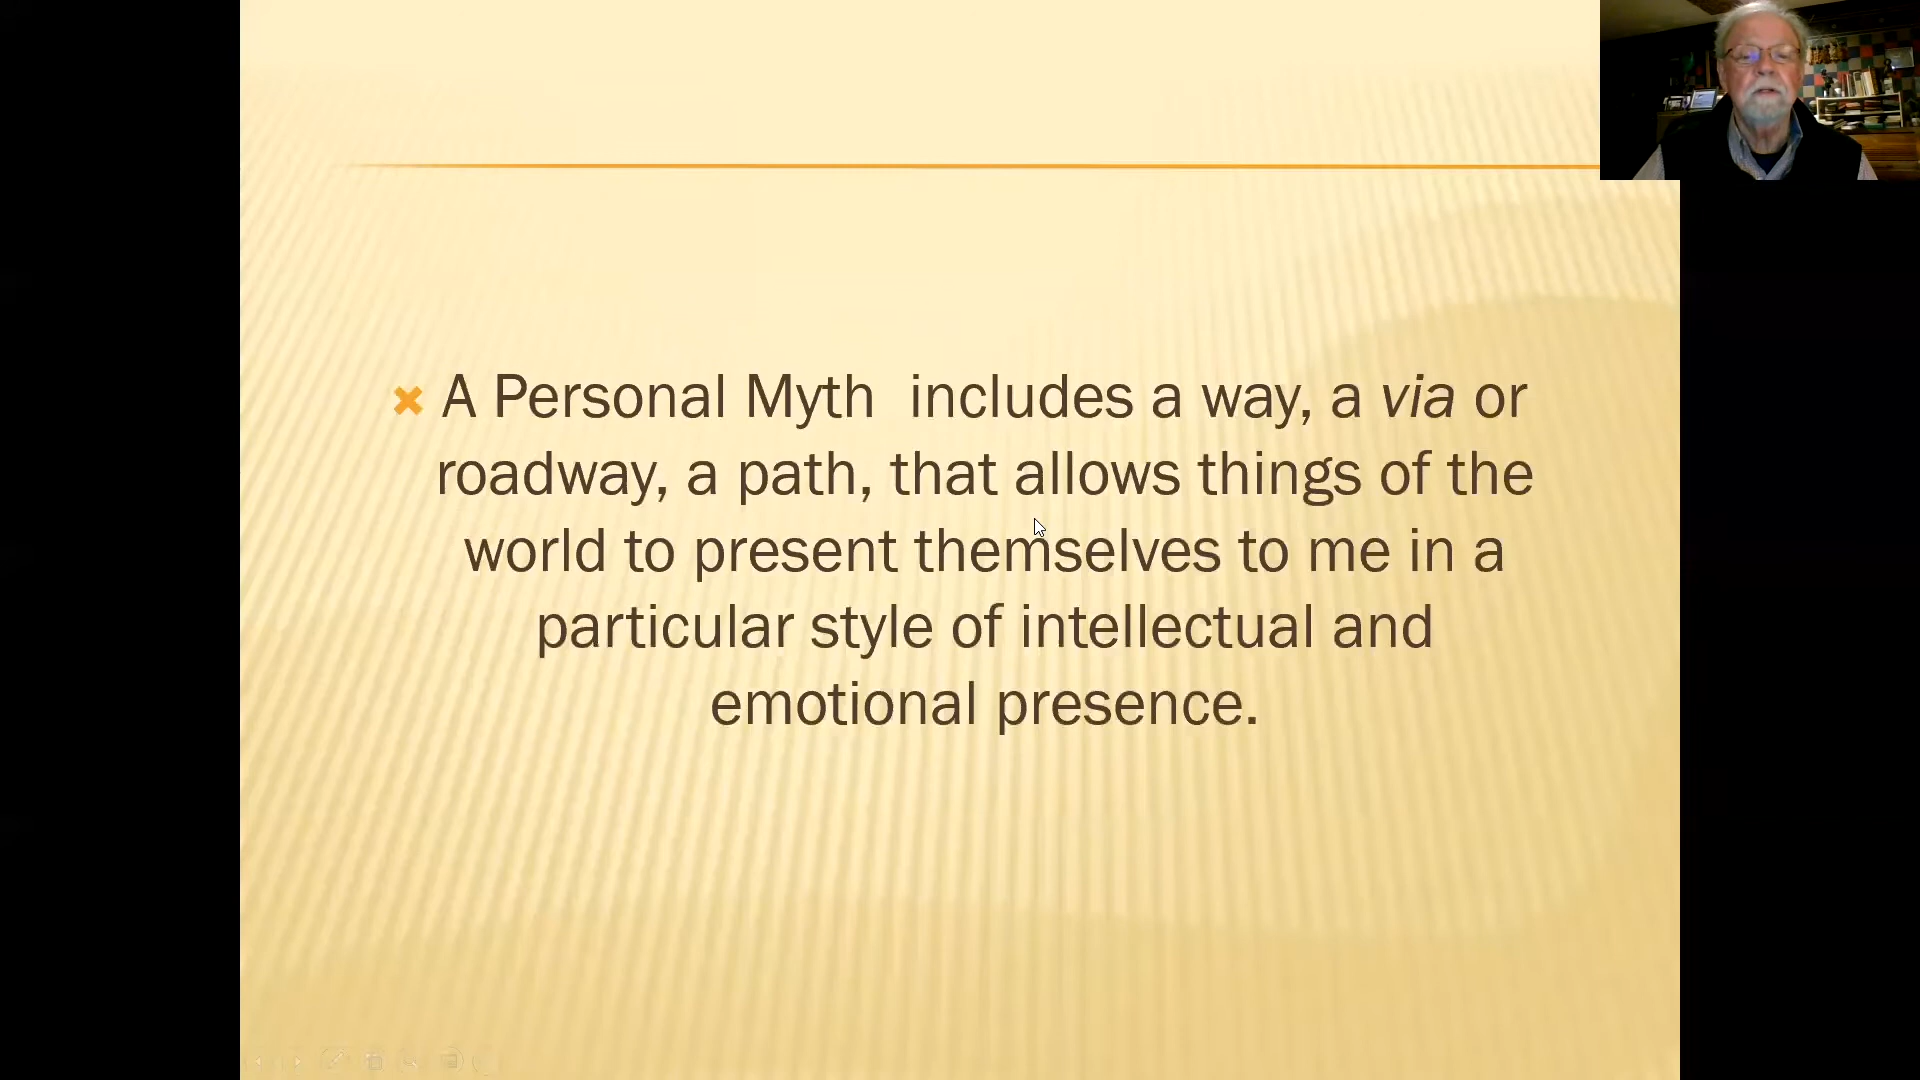 A Personal Myth  includes a way, a via or
roadway, a path, that allows things of the
world to present themselves to me in a
particular style of intellectual and
emotional presence.